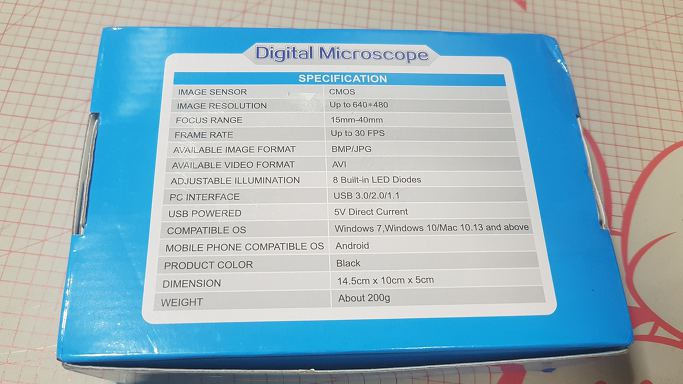 Digital Microscope
SPECIFICATION
IMAGE SENSOR CMOS
IMAGE RESOLUTION Up to 640*480
FOCUS RANGE 15mm-40mm
FRAME RATE Up to 30 FPS
AVAILABLE IMAGE FORMAT BMP/JPG
AVAILABLE VIDEO FORMAT AVI
ADJUSTABLE ILLUMINATION 8 Built-in LED Diodes
PC INTERFACE USB 3.0/2.0/1.1
USB POWERED 5V Direct Current
COMPATIBLE OS Windows 7,Windows 10/Mac 10.13 and above
MOBILE PHONE COMPATIBLE OS Android
PRODUCT COLOR Black
DIMENSION 14.5cm x 10cm x 5cm
WEIGHT About 200g